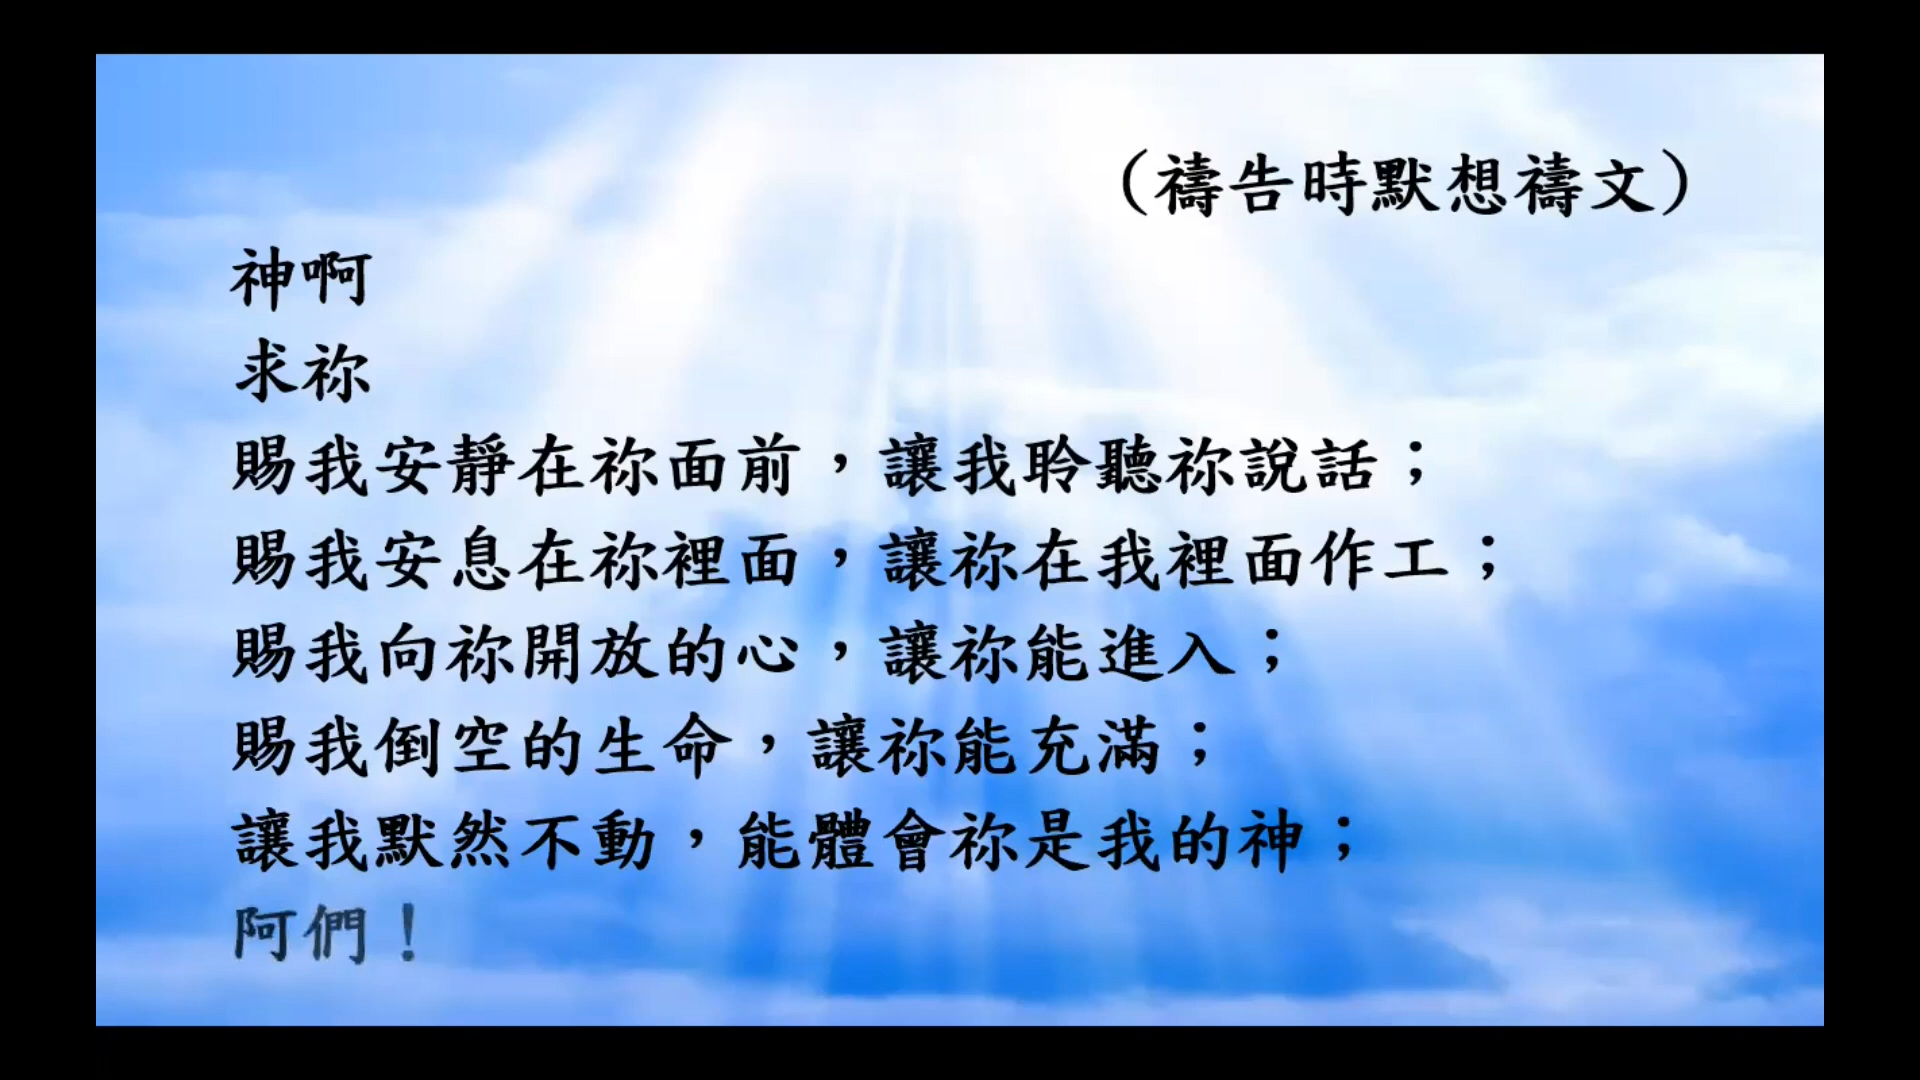 （禱告時默想禱文）
神啊
求祢
賜我安靜在祢面前，讓我聆聽祢說話；
賜我安息在祢裡面，讓祢在我裡面作工；
賜我向祢開放的心，讓祢能進入；
賜我倒空的生命，讓祢能充滿；
讓我默然不動，能體會祢是我的神；
阿們！